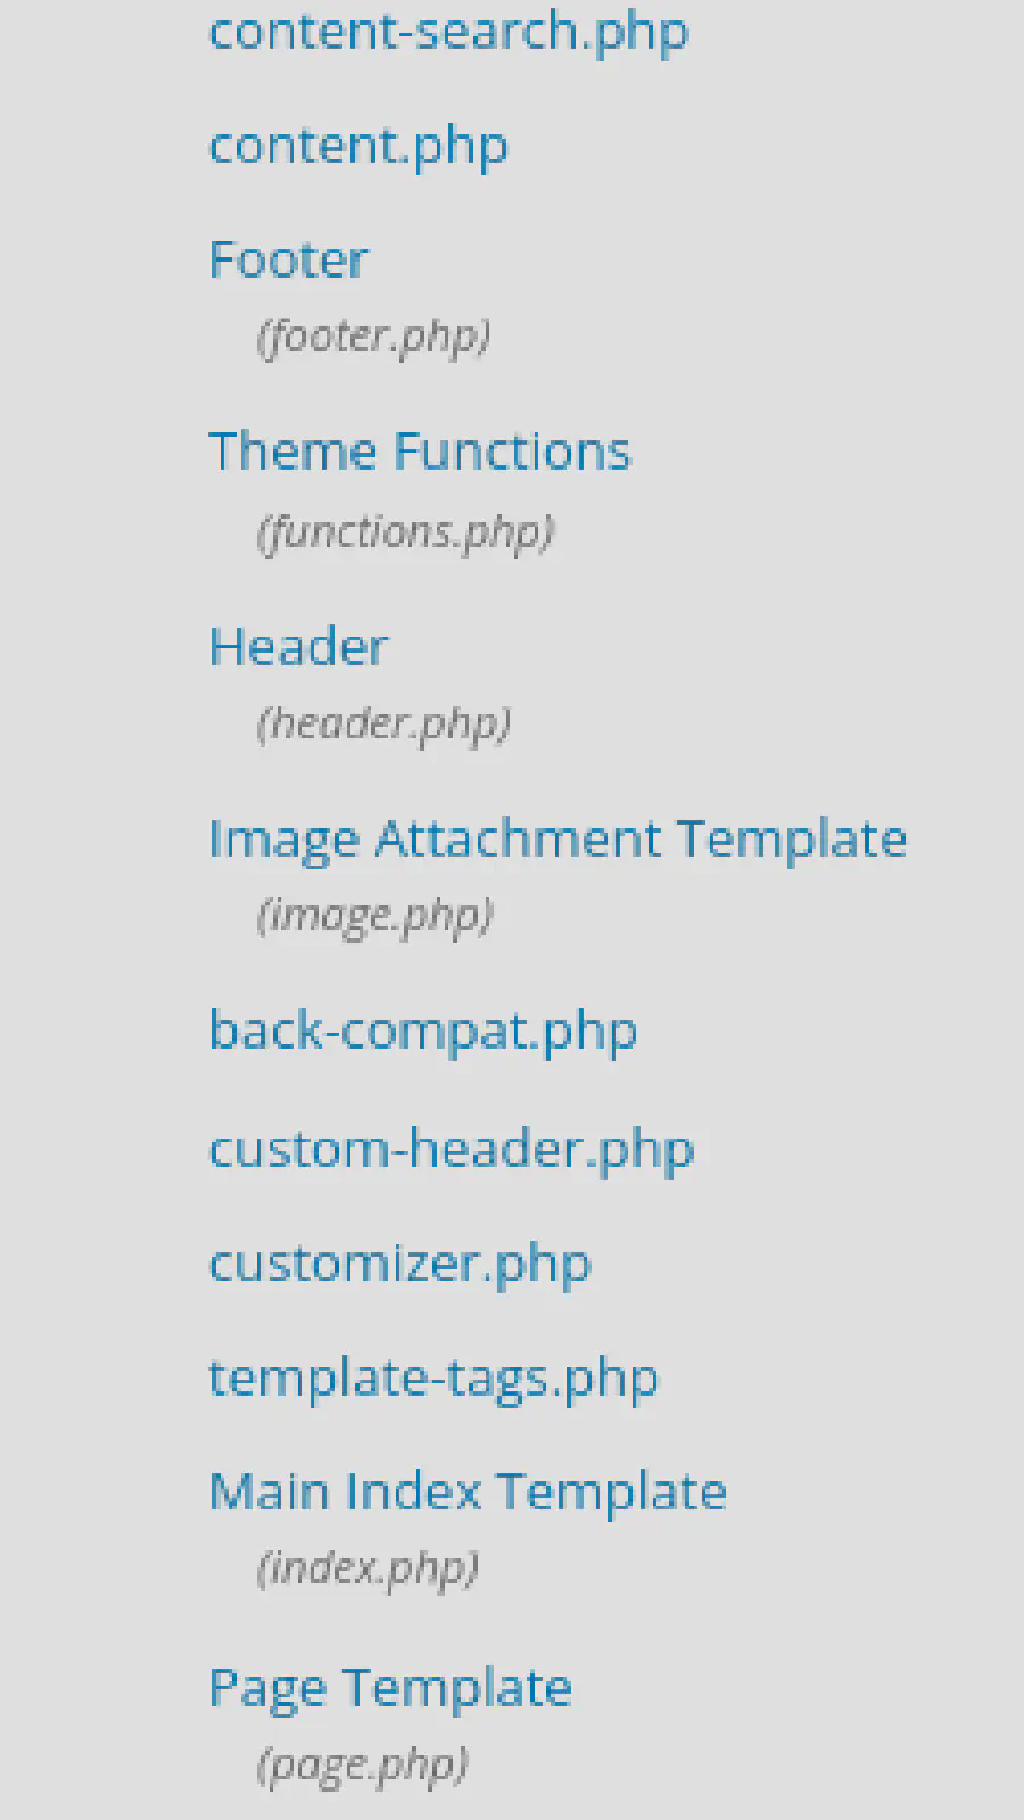 content-search.php
content.php
Footer
(footer.php)
Theme Functions
(functions.php)
Header
(header.php)
Image Attachment Template
(image.php)
back-compat.php
custom-header.php
customizer.php
template-tags.php
Main Index Template
(index.php)
Page Template
(page.php)